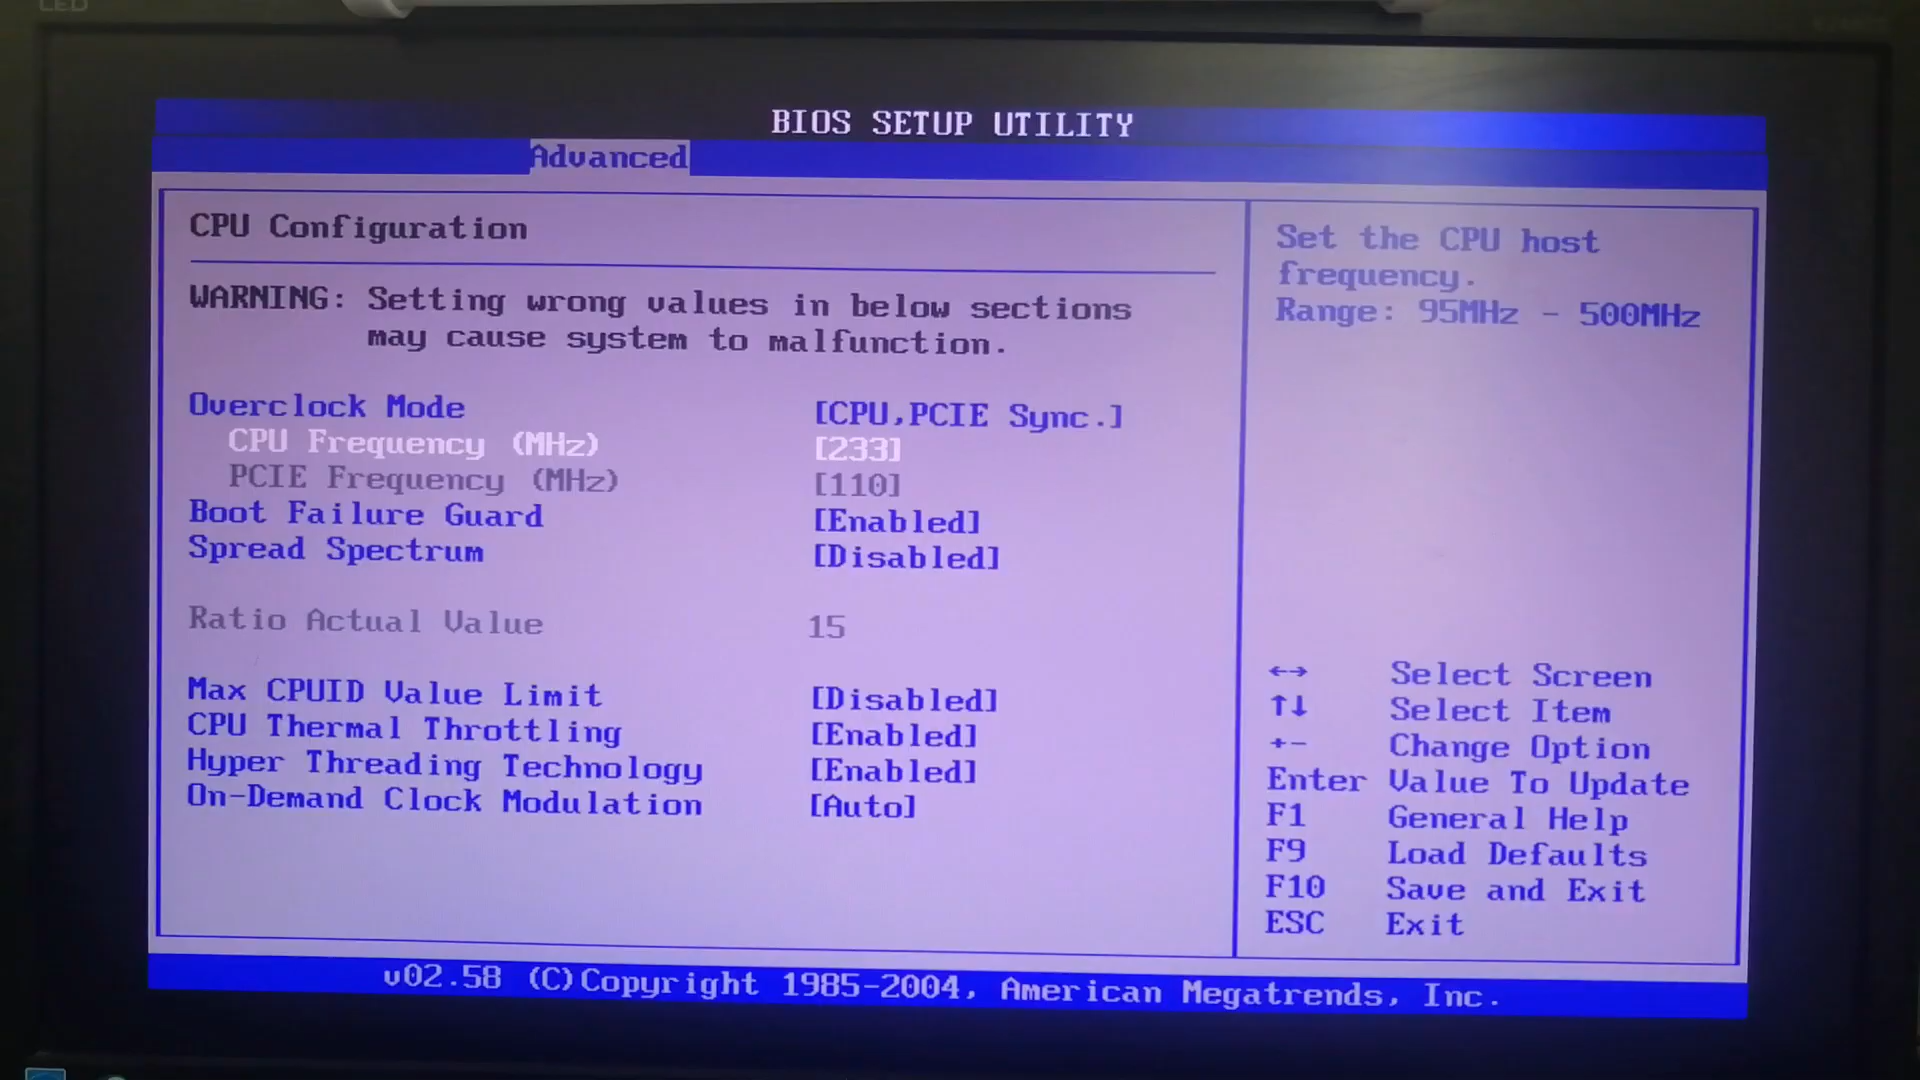 LED
BIOS SETUP UTILITY
Advanced
CPU Configuration
WARNING: Setting wrong values in below sections
may cause system to malfunction.
Overclock Mode [CPU,PCIE Sync.]
CPU Frequency (MHz) [233]
PCIE Frequency (MHz) [110]
Boot Failure Guard [Enabled]
Spread Spectrum [Disabled]
Ratio Actual Value 15
Max CPUID Value Limit [Disabled]
CPU Thermal Throttling [Enabled]
Hyper Threading Technology [Enabled]
On-Demand Clock Modulation [Auto]
Set the CPU host
frequency.
Range: 95MHz - 500MHz
←→ Select Screen
↑↓ Select Item
+- Change Option
Enter Value To Update
F1 General Help
F9 Load Defaults
F10 Save and Exit
ESC Exit
v02.58 (C)Copyright 1985-2004, American Megatrends, Inc.